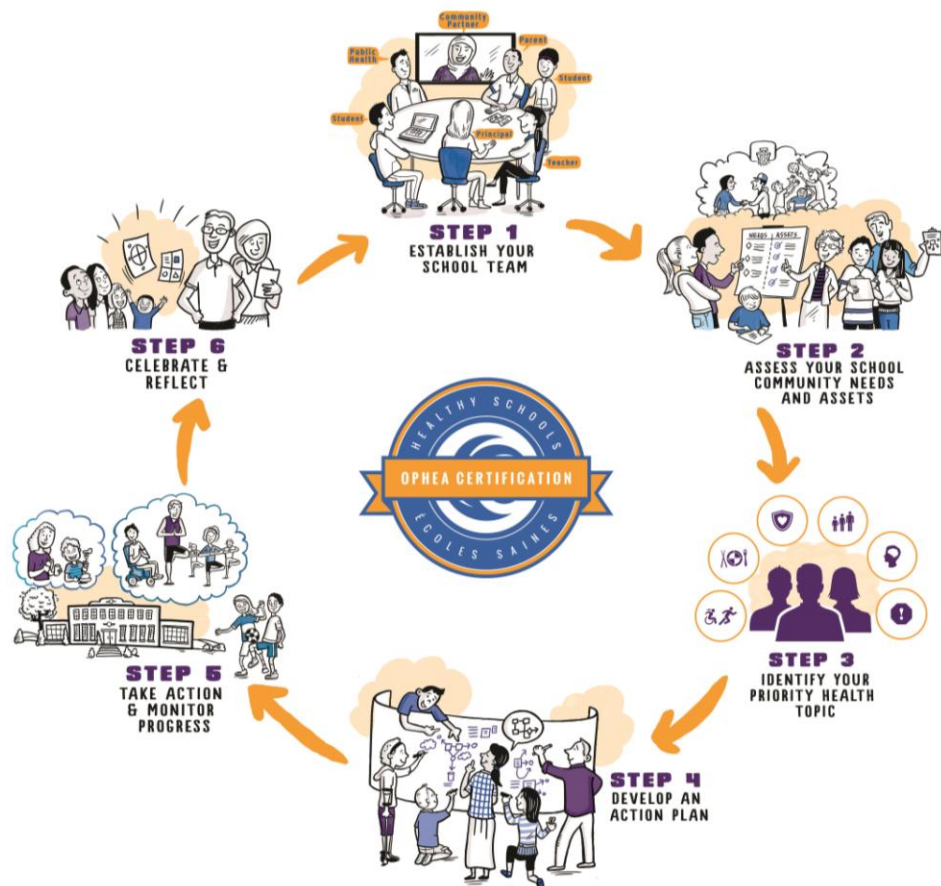 Community
Partner
Public
Health
Parent
Student
Student
Principal
Teacher
STEP 1
ESTABLISH YOUR
SCHOOL TEAM
NEEDS ASSETS
STEP 2
ASSESS YOUR SCHOOL
COMMUNITY NEEDS
AND ASSETS
STEP 3
IDENTIFY YOUR
PRIORITY HEALTH
TOPIC
STEP 4
DEVELOP AN
ACTION PLAN
STEP 5
TAKE ACTION
& MONITOR
PROGRESS
STEP 6
CELEBRATE &
REFLECT
HEALTHY SCHOOLS
OPHEA CERTIFICATION
ÉCOLES SAINES